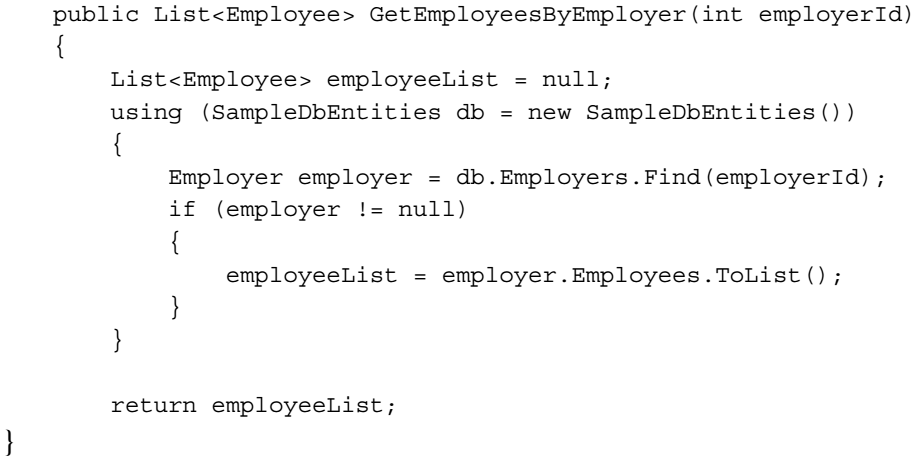 public List<Employee> GetEmployeesByEmployer(int employerId)
{
List<Employee> employeeList = null;
using (SampleDbEntities db = new SampleDbEntities())
{
Employer employer = db.Employers.Find(employerId);
if (employer != null)
{
employeeList = employer.Employees.ToList();
}
}
return employeeList;
}